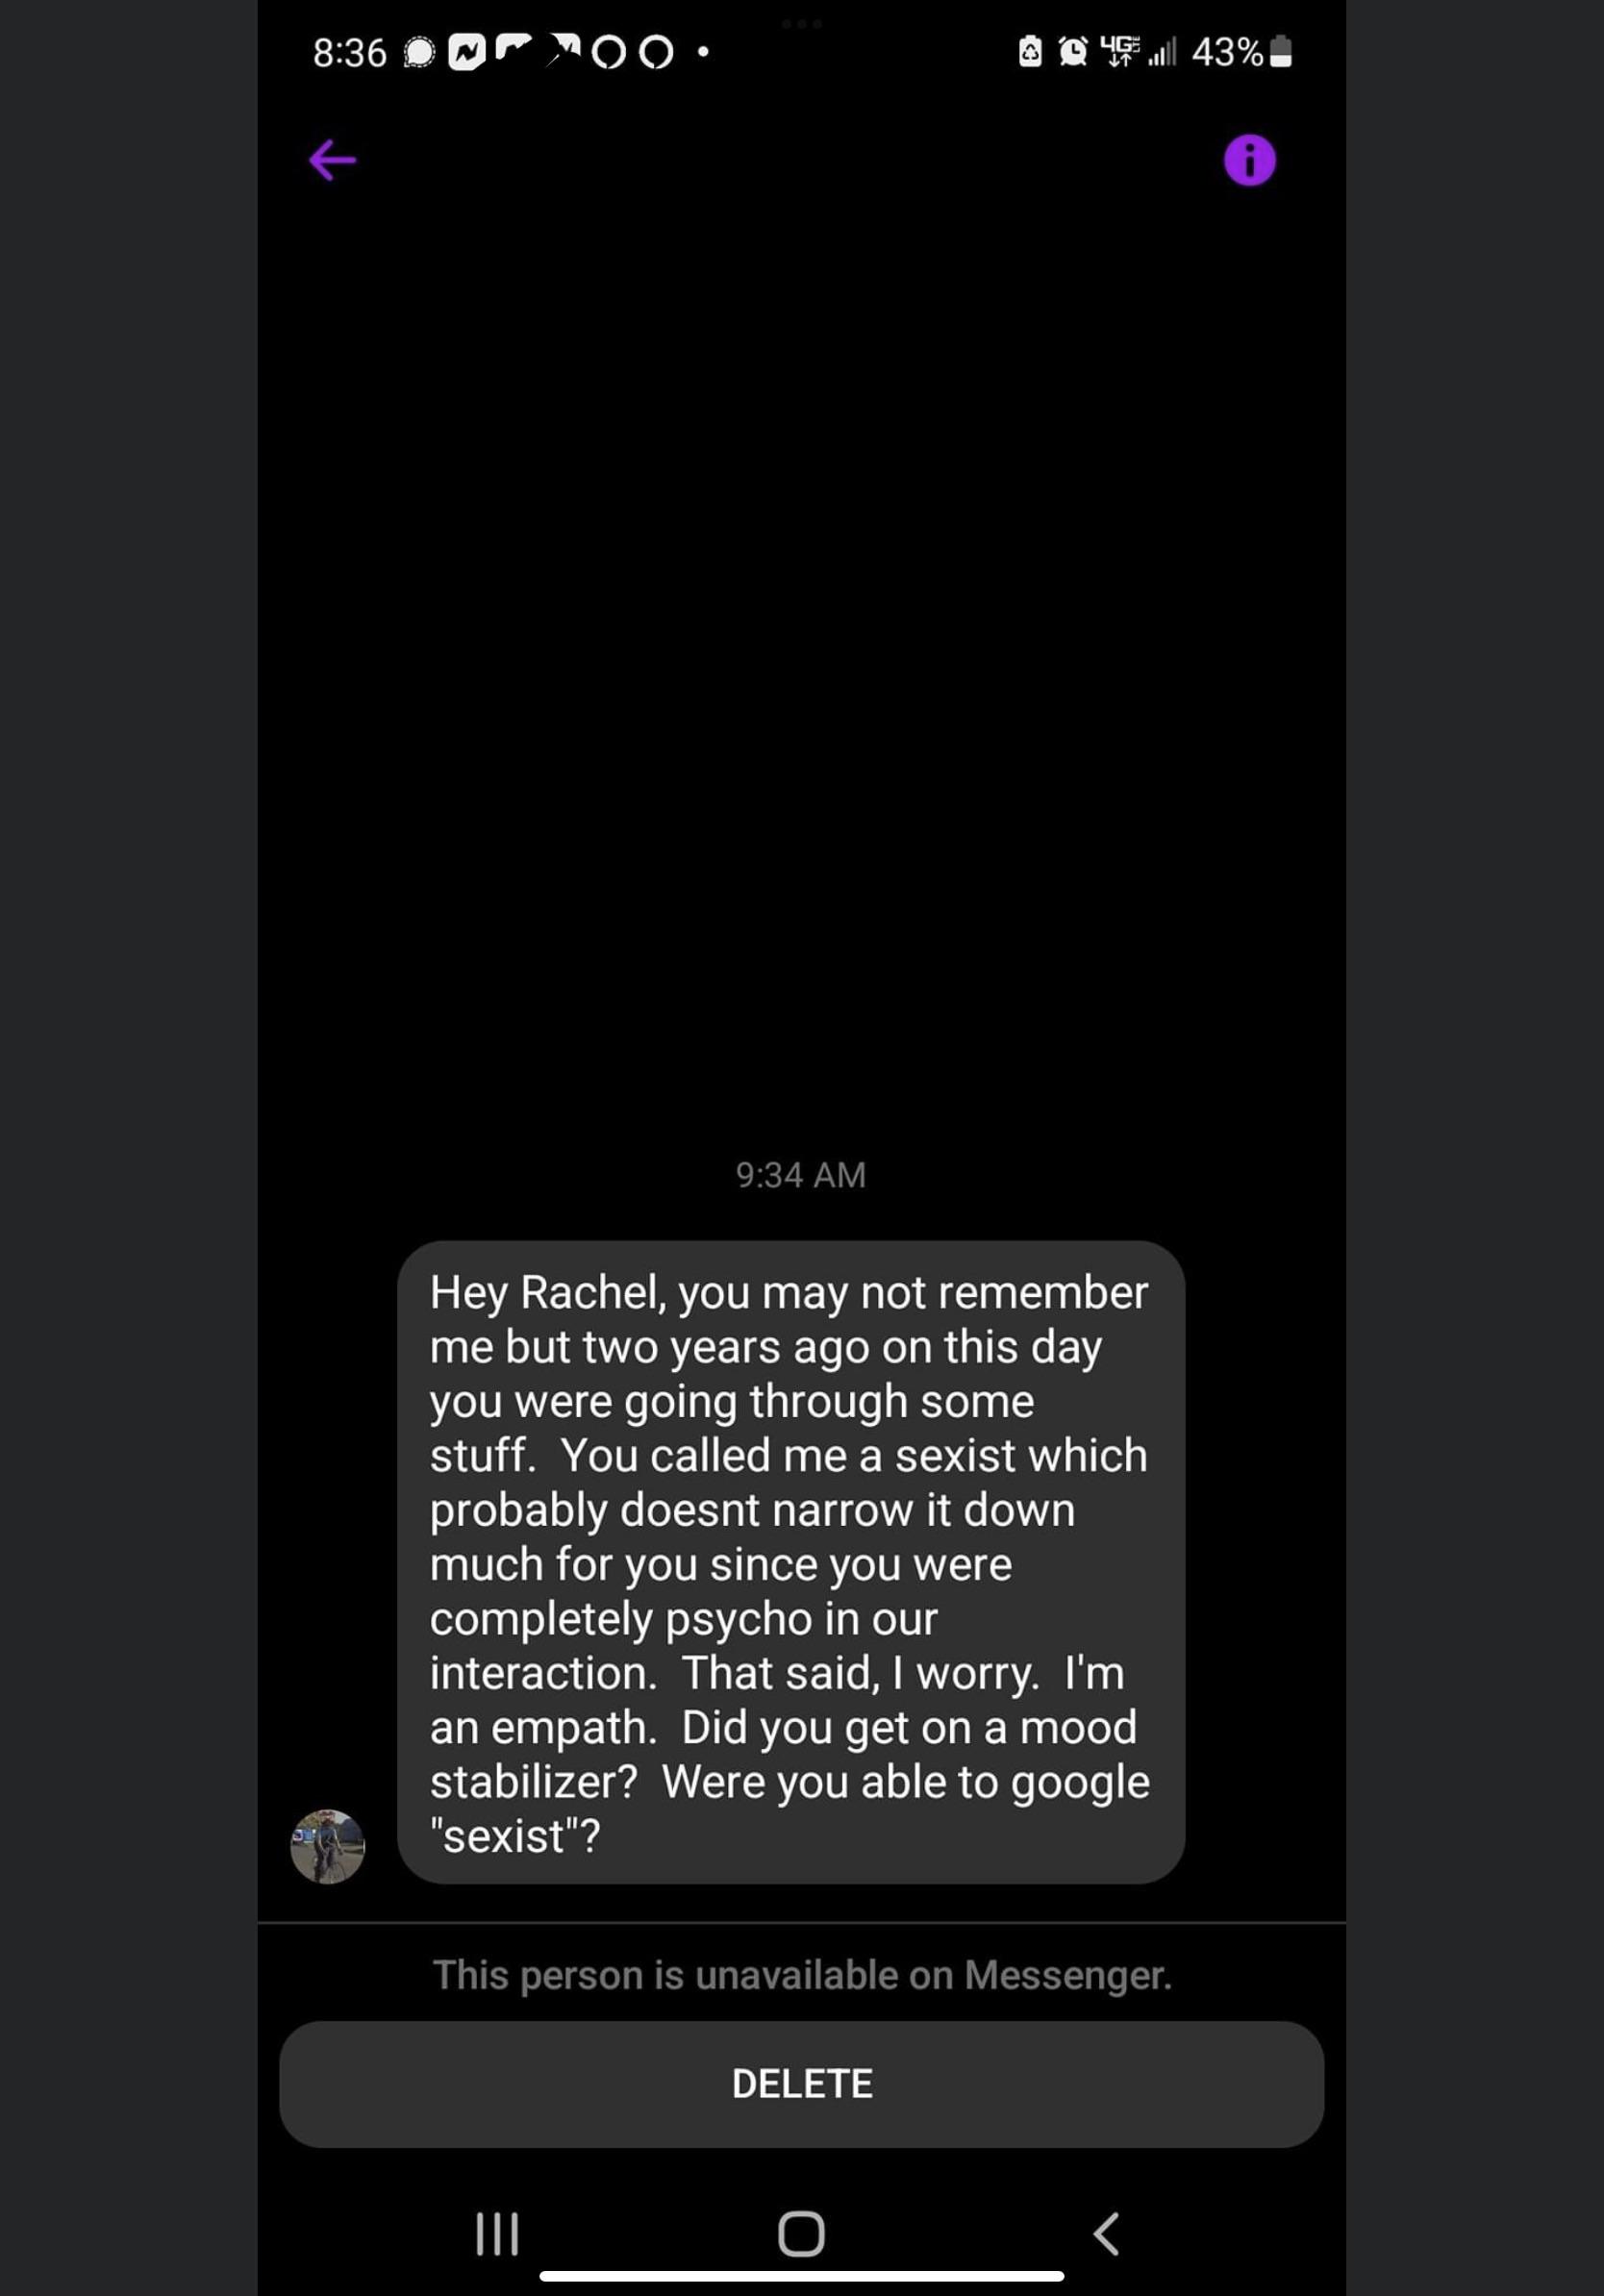 8:36
4G LTE 43%
9:34 AM
Hey Rachel, you may not remember
me but two years ago on this day
you were going through some
stuff.  You called me a sexist which
probably doesnt narrow it down
much for you since you were
completely psycho in our
interaction.  That said, I worry.  I'm
an empath.  Did you get on a mood
stabilizer?  Were you able to google
"sexist"?
This person is unavailable on Messenger.
DELETE